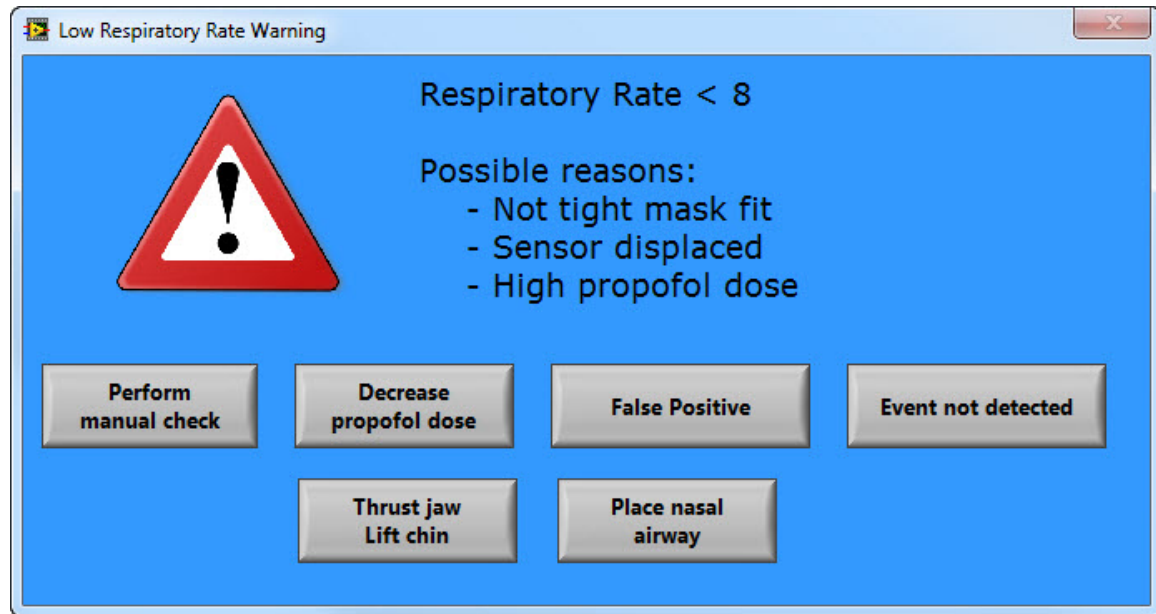 Low Respiratory Rate Warning
Respiratory Rate < 8
Possible reasons:
- Not tight mask fit
- Sensor displaced
- High propofol dose
Perform
manual check
Decrease
propofol dose
False Positive
Event not detected
Thrust jaw
Lift chin
Place nasal
airway